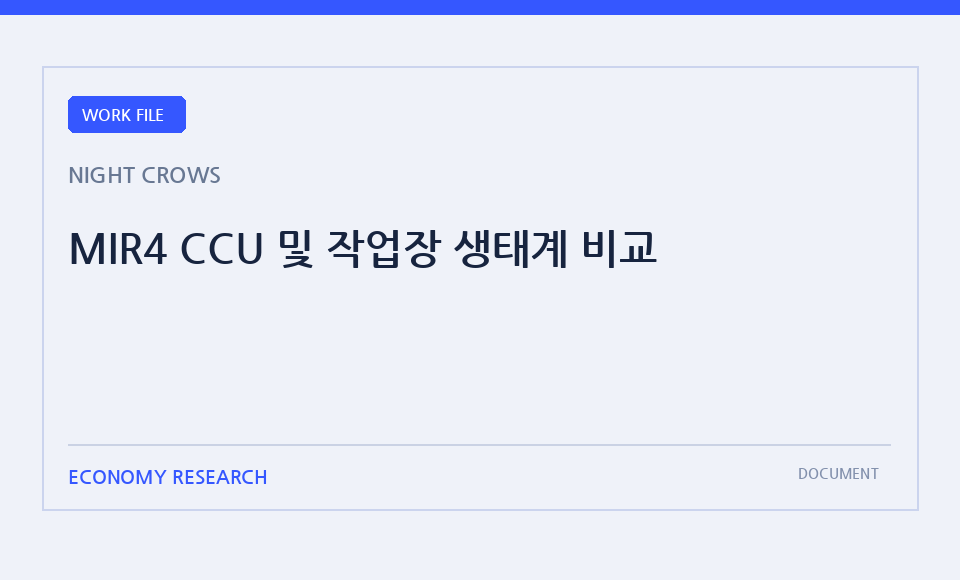 WORK FILE
NIGHT CROWS
MIR4 CCU 및 작업장 생태계 비교
ECONOMY RESEARCH
DOCUMENT